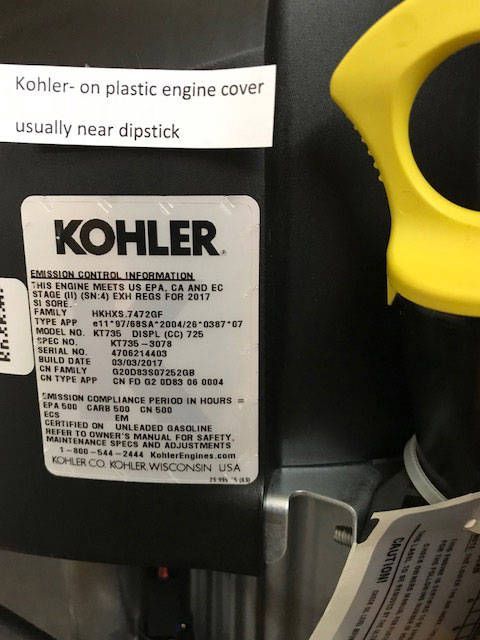 Kohler- on plastic engine cover
usually near dipstick
KOHLER.
EMISSION CONTROL INFORMATION
THIS ENGINE MEETS US EPA, CA AND EC
STAGE (II) (SN:4) EXH REGS FOR 2017
SI SORE.
FAMILY HKHXS.7472GF
TYPE APP e11*97/68SA*2004/26*0387*07
MODEL NO. KT735 DISPL (CC) 725
SPEC NO. KT735-3078
SERIAL NO. 4706214403
BUILD DATE 03/03/2017
CN FAMILY G20D83S07252GB
CN TYPE APP CN FD G2 0D83 06 0004
EMISSION COMPLIANCE PERIOD IN HOURS =
EPA 500 CARB 500 CN 500
ECS EM
CERTIFIED ON UNLEADED GASOLINE
REFER TO OWNER'S MANUAL FOR SAFETY,
MAINTENANCE SPECS AND ADJUSTMENTS
1-800-544-2444 KohlerEngines.com
KOHLER CO. KOHLER, WISCONSIN USA
CAUTION!